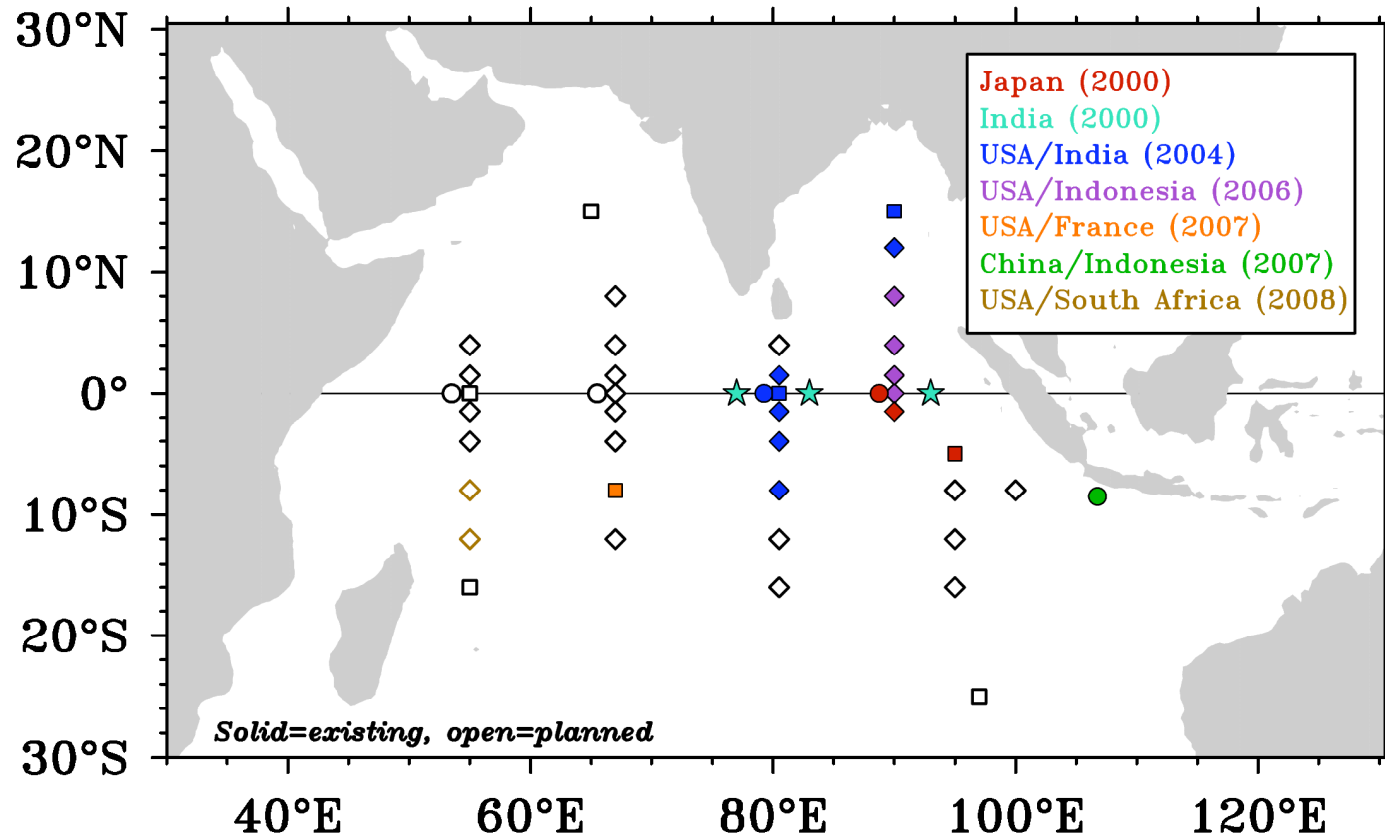 30°N
20°N
10°N
0°
10°S
20°S
30°S
40°E 60°E 80°E 100°E 120°E
Japan (2000)
India (2000)
USA/India (2004)
USA/Indonesia (2006)
USA/France (2007)
China/Indonesia (2007)
USA/South Africa (2008)
Solid=existing, open=planned